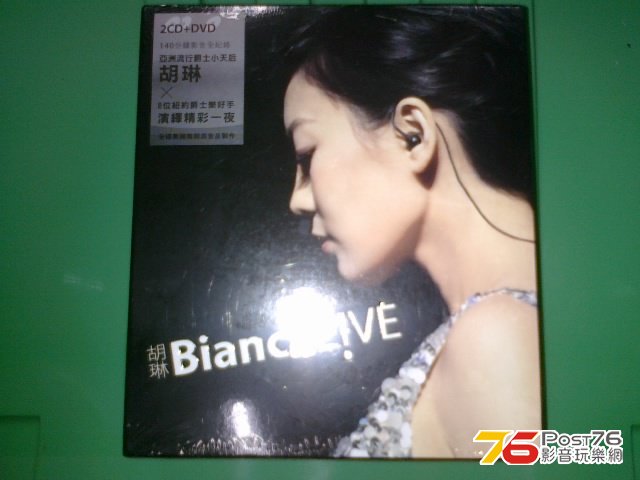 2CD+DVD
140分鐘影音全紀錄
亞洲流行爵士小天后
胡琳
×
8位紐約爵士樂好手
演繹精彩一夜
胡琳
LIVE
76 Post76
影音玩樂網